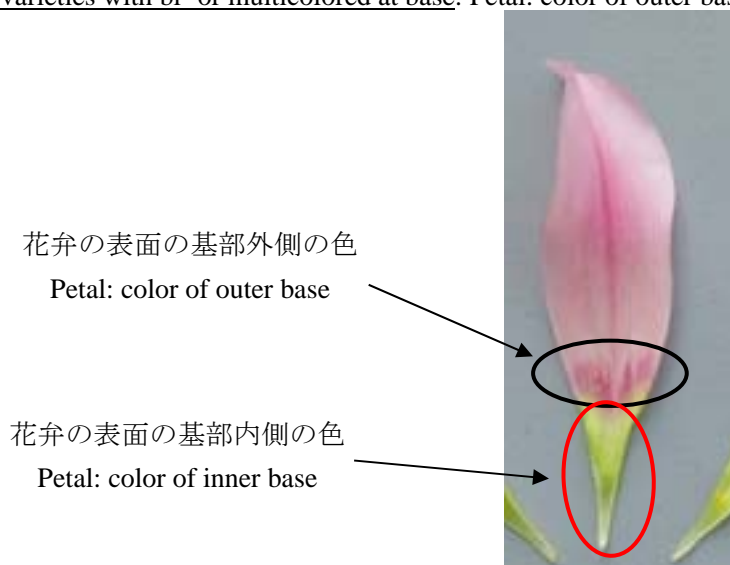 varieties with bi- or multicolored at base: Petal: color of outer bas
花弁の表面の基部外側の色
Petal: color of outer base
花弁の表面の基部内側の色
Petal: color of inner base